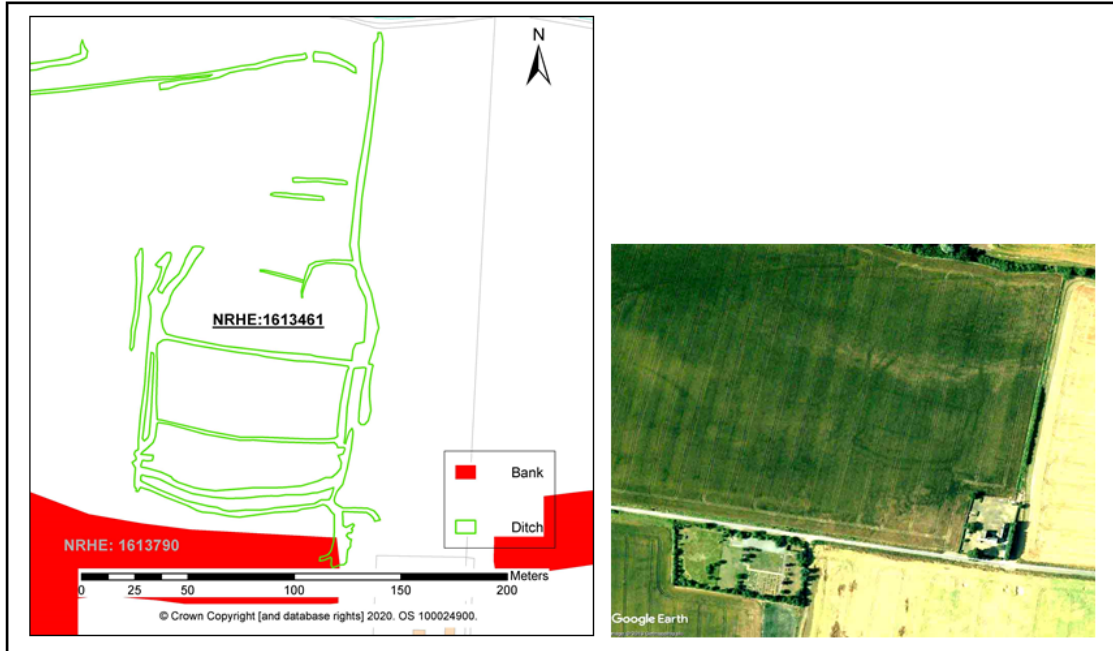 N
NRHE:1613461
Bank
Ditch
NRHE: 1613790
0 25 50 100 150 200 Meters
© Crown Copyright [and database rights] 2020. OS 100024900.
Google Earth